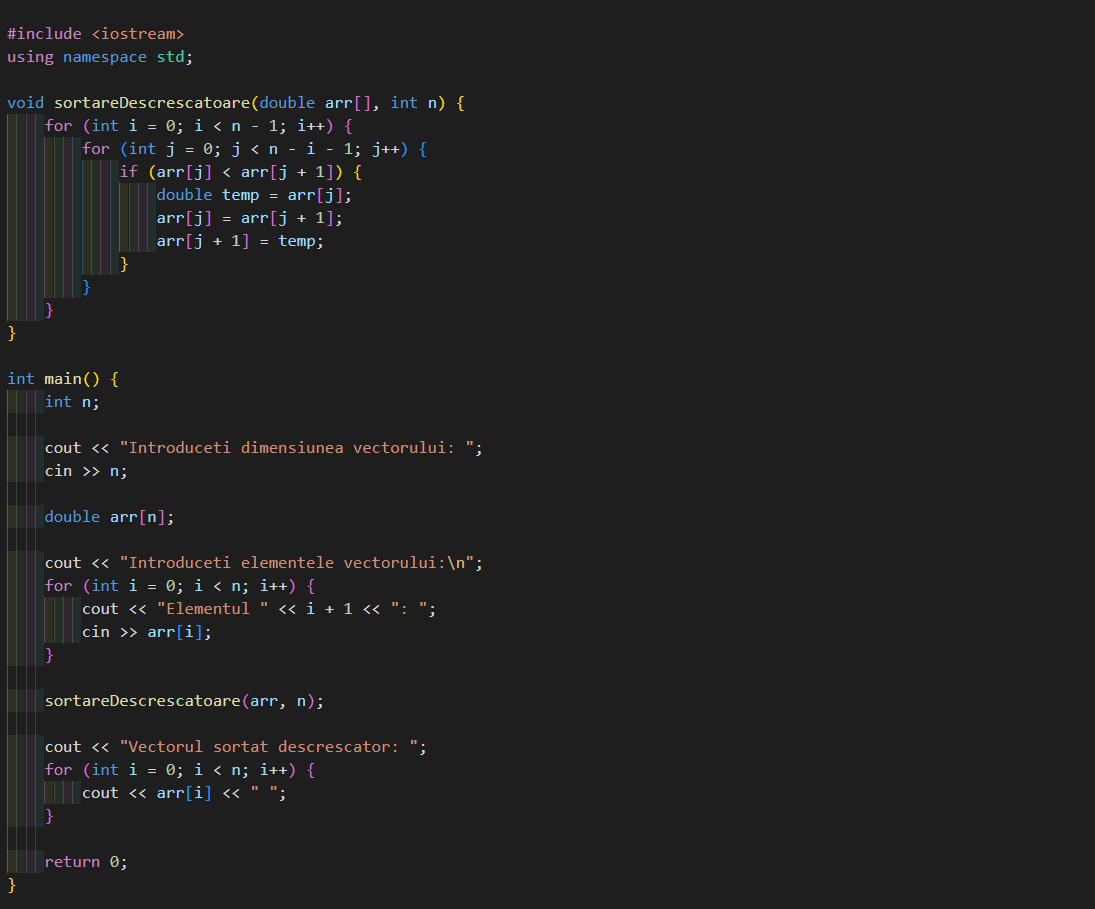 #include <iostream>
using namespace std;
void sortareDescrescatoare(double arr[], int n) {
for (int i = 0; i < n - 1; i++) {
for (int j = 0; j < n - i - 1; j++) {
if (arr[j] < arr[j + 1]) {
double temp = arr[j];
arr[j] = arr[j + 1];
arr[j + 1] = temp;
}
}
}
}
int main() {
int n;
cout << "Introduceti dimensiunea vectorului: ";
cin >> n;
double arr[n];
cout << "Introduceti elementele vectorului:\n";
for (int i = 0; i < n; i++) {
cout << "Elementul " << i + 1 << ": ";
cin >> arr[i];
}
sortareDescrescatoare(arr, n);
cout << "Vectorul sortat descrescator: ";
for (int i = 0; i < n; i++) {
cout << arr[i] << " ";
}
return 0;
}